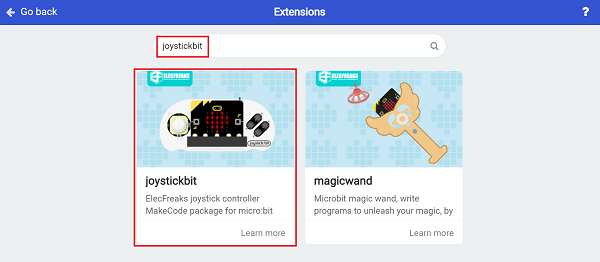 Go back
Extensions
?
joystickbit
ELECFREAKS
ELECFREAKS
joystick:bit
joystickbit
magicwand
ElecFreaks joystick controller
MakeCode package for micro:bit
Microbit magic wand, write
programs to unleash your magic, by
Learn more
Learn more